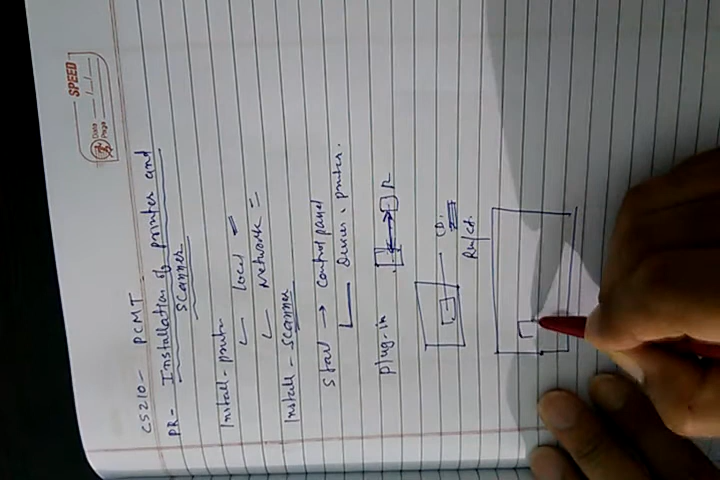 SPEED
Date
Page
CS210 - PCMT
PR - Installation of printer and
scanner
Install - printer
Local
Network
Install - Scanner
Start → Control panel
Devices & printer.
Plug-in
CD.